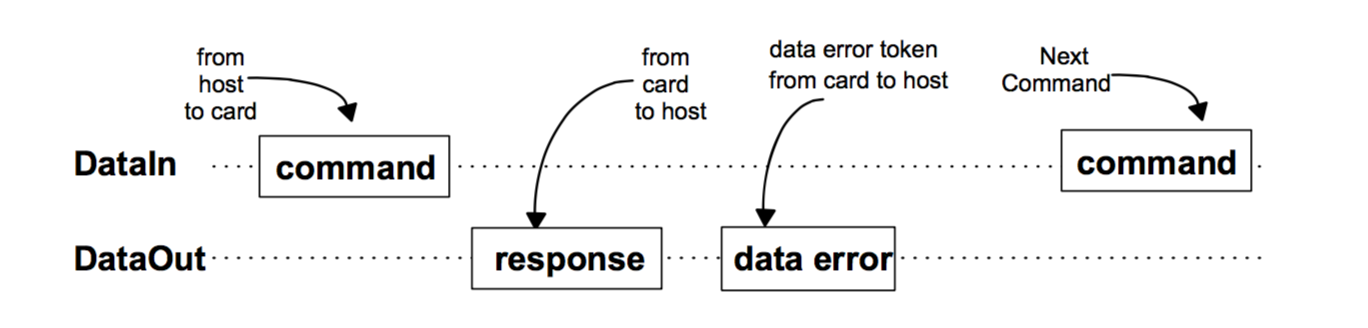 from
host
to card
from
card
to host
data error token
from card to host
Next
Command
DataIn
command
command
DataOut
response
data error